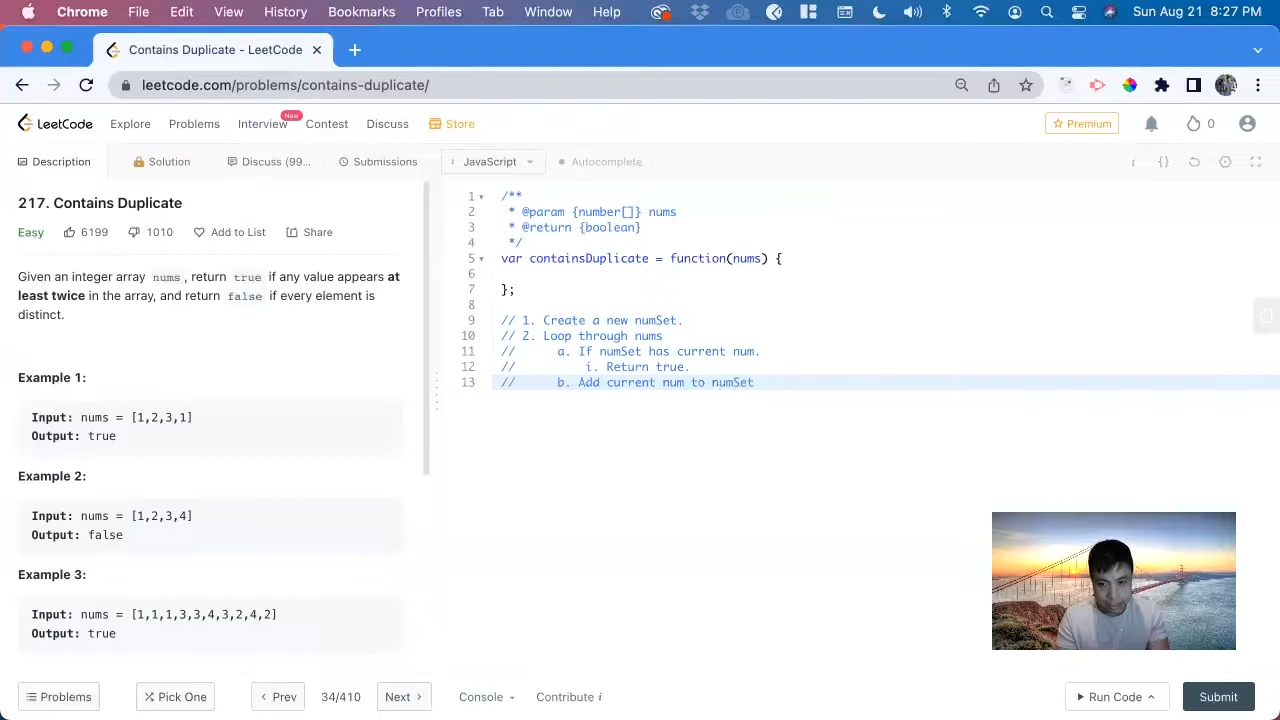 Chrome File Edit View History Bookmarks Profiles Tab Window Help Sun Aug 21 8:27 PM
Contains Duplicate - LeetCode
leetcode.com/problems/contains-duplicate/
LeetCode Explore Problems Interview New Contest Discuss Store Premium 0
Description Solution Discuss (99... Submissions JavaScript Autocomplete
217. Contains Duplicate
Easy 6199 1010 Add to List Share
Given an integer array nums, return true if any value appears at
least twice in the array, and return false if every element is
distinct.
Example 1:
Input: nums = [1,2,3,1]
Output: true
Example 2:
Input: nums = [1,2,3,4]
Output: false
Example 3:
Input: nums = [1,1,1,3,3,4,3,2,4,2]
Output: true
1 /**
2 * @param {number[]} nums
3 * @return {boolean}
4 */
5 var containsDuplicate = function(nums) {
6
7 };
8
9 // 1. Create a new numSet.
10 // 2. Loop through nums
11 // a. If numSet has current num.
12 // i. Return true.
13 // b. Add current num to numSet
Problems Pick One Prev 34/410 Next Console Contribute i Run Code Submit